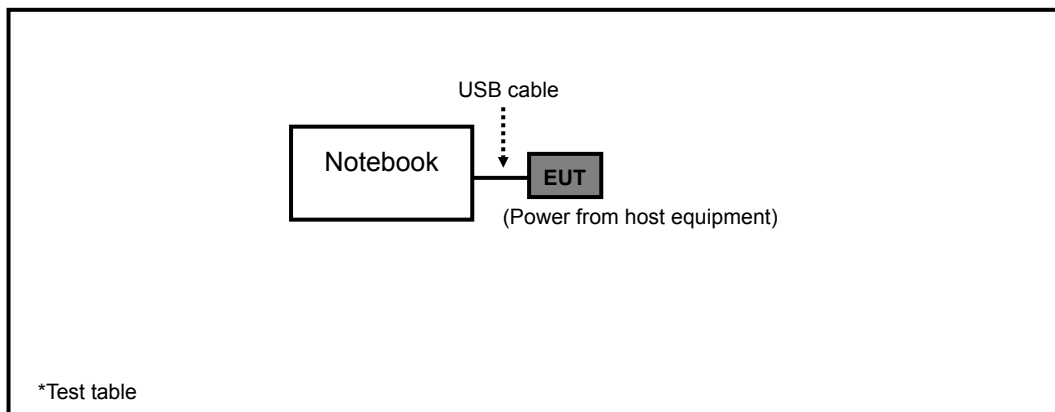 USB cable
Notebook
EUT
(Power from host equipment)
*Test table